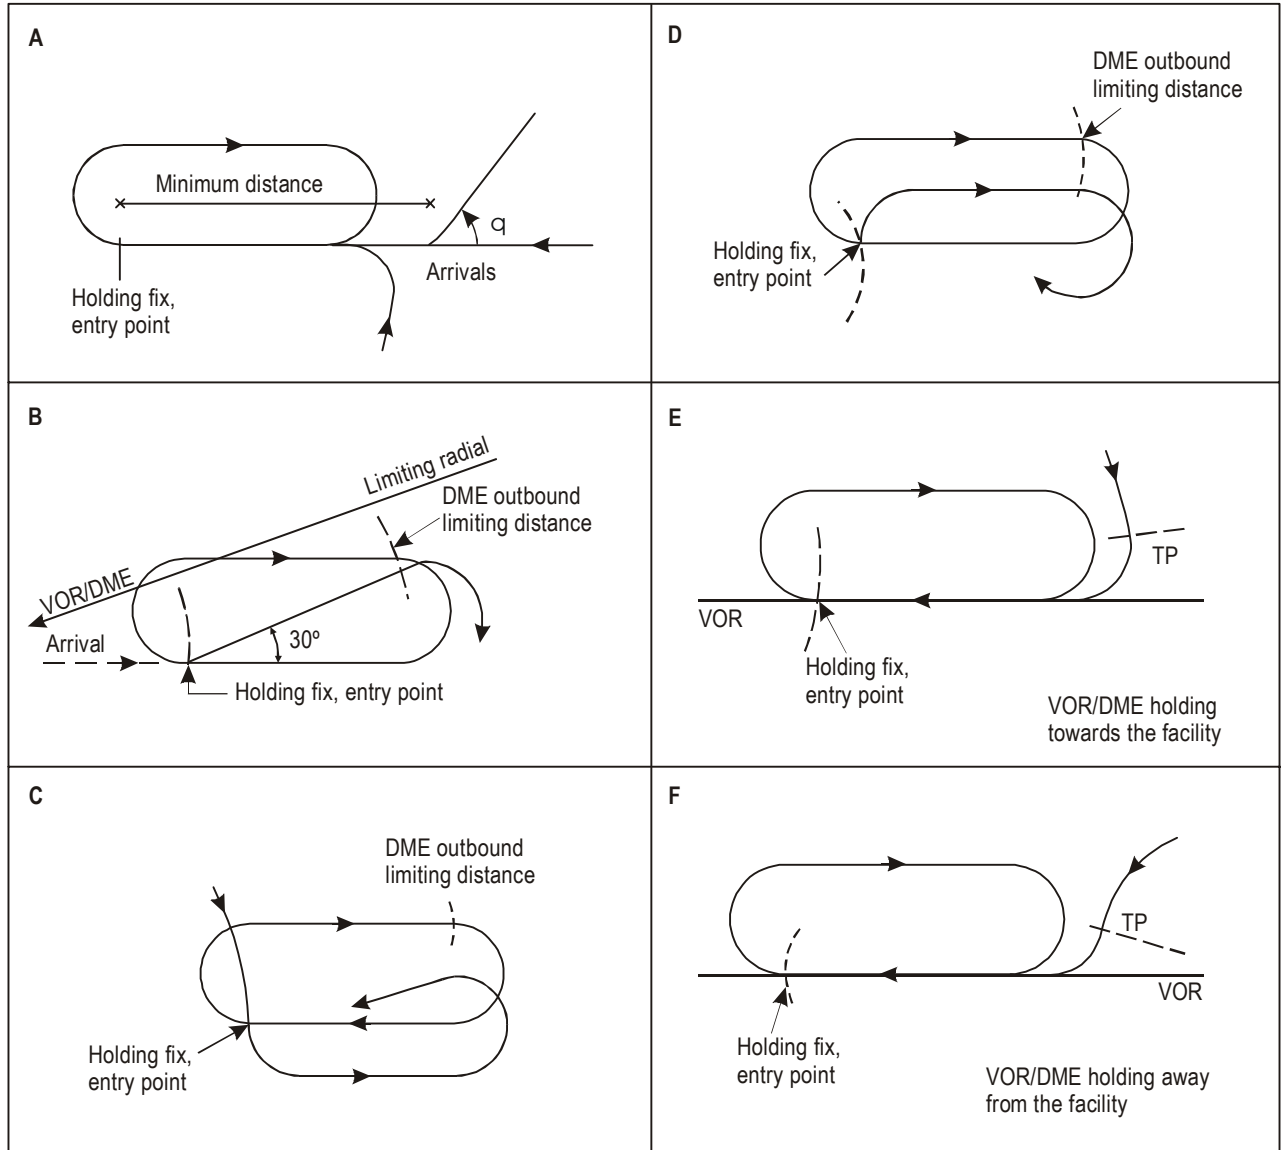 A
Minimum distance
q
Arrivals
Holding fix,
entry point
B
Limiting radial
DME outbound
limiting distance
VOR/DME
Arrival
30º
Holding fix, entry point
C
DME outbound
limiting distance
Holding fix,
entry point
D
DME outbound
limiting distance
Holding fix,
entry point
E
TP
VOR
Holding fix,
entry point
VOR/DME holding
towards the facility
F
TP
VOR
Holding fix,
entry point
VOR/DME holding away
from the facility